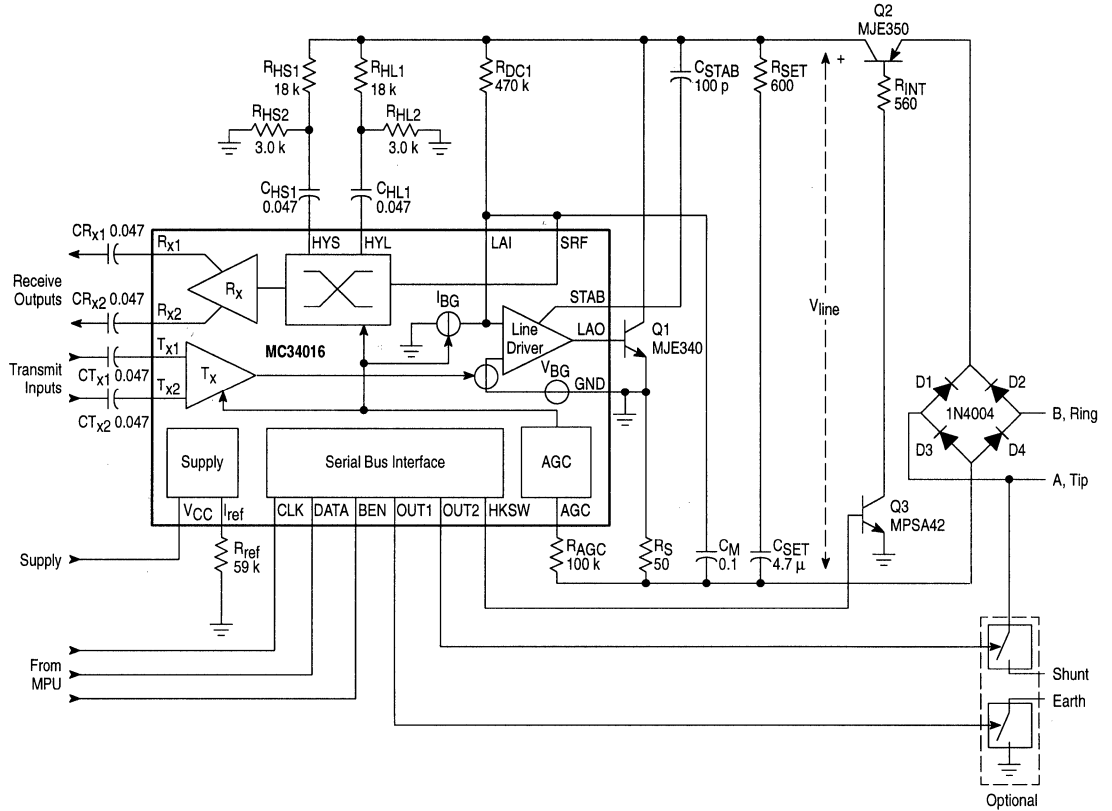 Q2
MJE350
RHS1
18 k
RHL1
18 k
RDC1
470 k
CSTAB
100 p
RSET
600
+
RINT
560
RHS2
3.0 k
RHL2
3.0 k
CHS1
0.047
CHL1
0.047
CRx1 0.047
Rx1
HYS
HYL
LAI
SRF
Receive
Outputs
Rx
CRx2 0.047
Rx2
IBG
STAB
Vline
Line
Driver
LAO
Q1
MJE340
MC34016
Tx1
Transmit
Inputs
CTx1 0.047
Tx2
Tx
VBG
GND
CTx2 0.047
D1
D2
1N4004
B, Ring
D3
D4
A, Tip
Supply
Serial Bus Interface
AGC
VCC
Iref
CLK
DATA
BEN
OUT1
OUT2
HKSW
AGC
Q3
MPSA42
Supply
Rref
59 k
RAGC
100 k
RS
50
CM
0.1
CSET
4.7 µ
From
MPU
Shunt
Earth
Optional